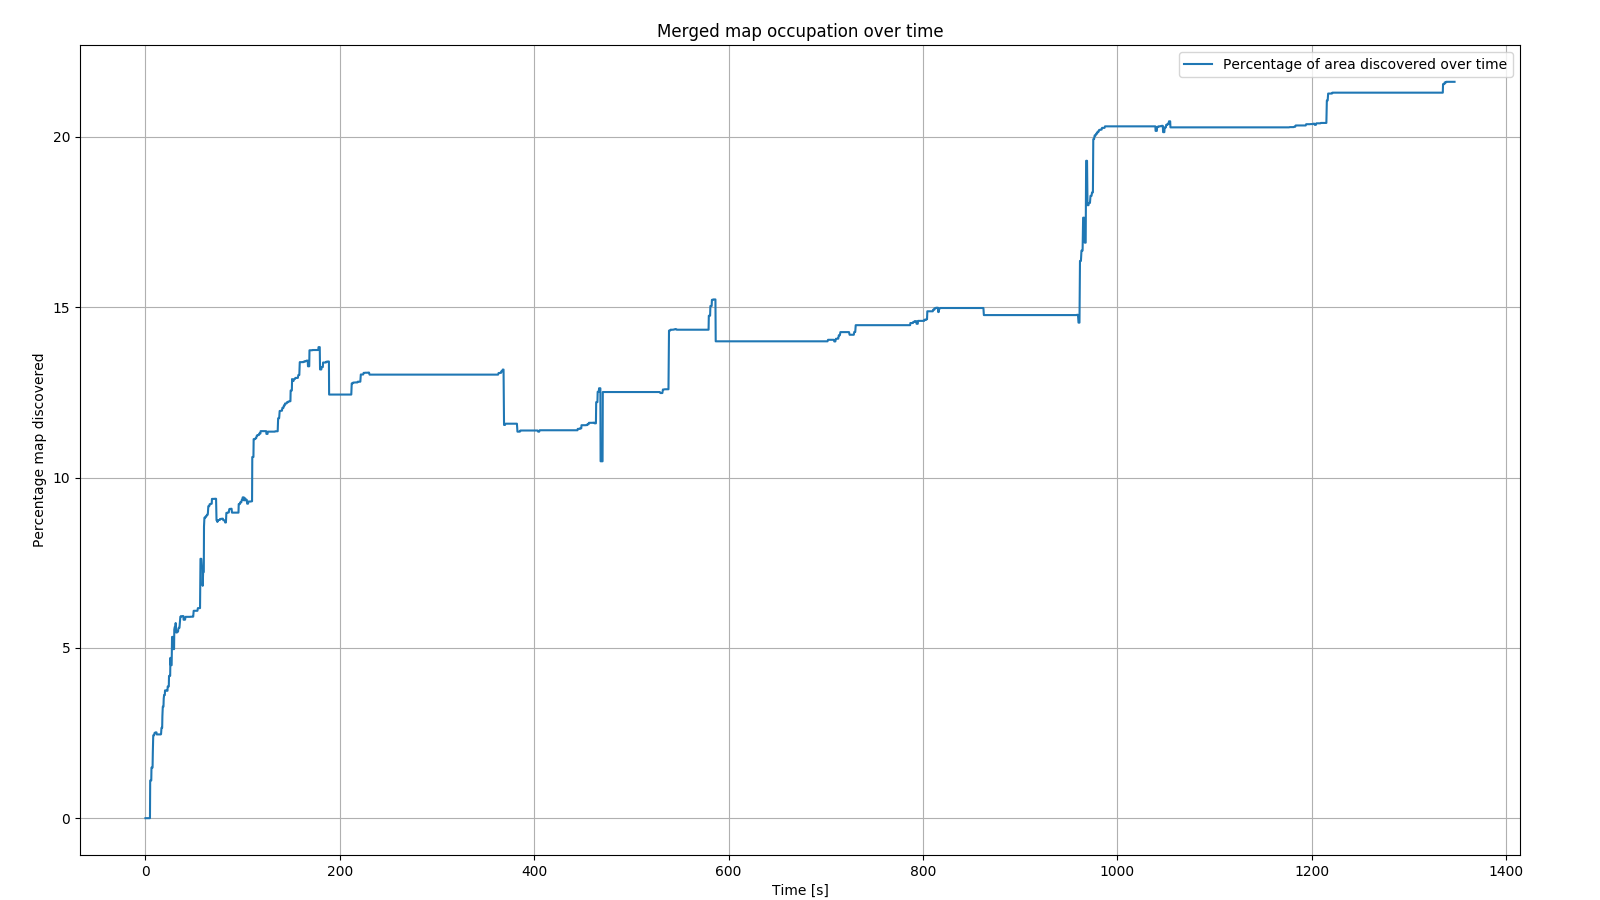 Merged map occupation over time
Percentage of area discovered over time
Percentage map discovered
20
15
10
5
0
0 200 400 600 800 1000 1200 1400
Time [s]